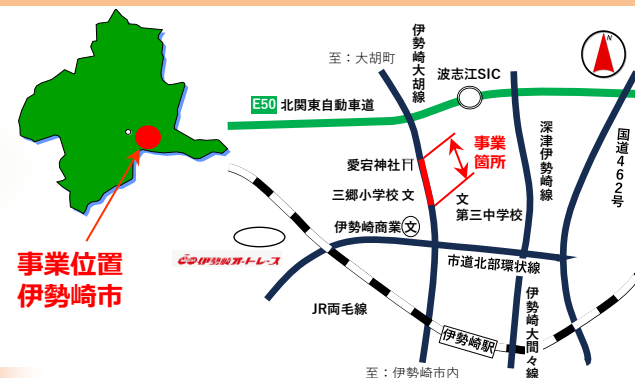 至：大胡町
伊勢崎大胡線
波志江SIC
N
E50 北関東自動車道
事業
箇所
深津伊勢崎線
国道462号
愛宕神社
三郷小学校 文
文
第三中学校
伊勢崎商業 文
伊勢崎オートレース
事業位置
伊勢崎市
市道北部環状線
JR両毛線
伊勢崎駅
伊勢崎大間々線
至：伊勢崎市内